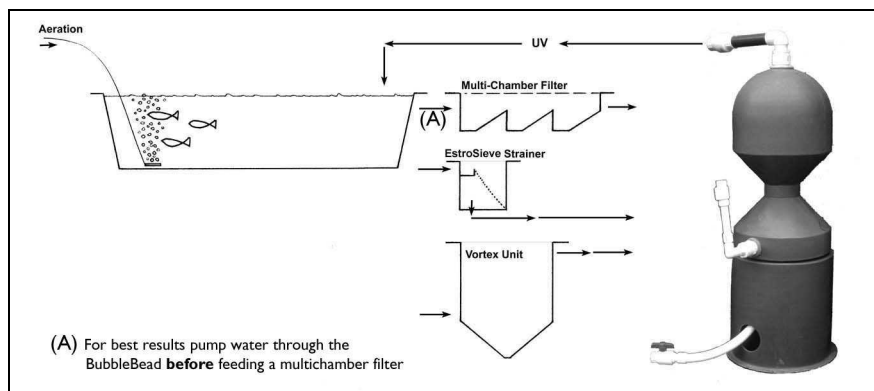 Aeration
UV
Multi-Chamber Filter
(A)
EstroSieve Strainer
Vortex Unit
(A) For best results pump water through the
BubbleBead before feeding a multichamber filter